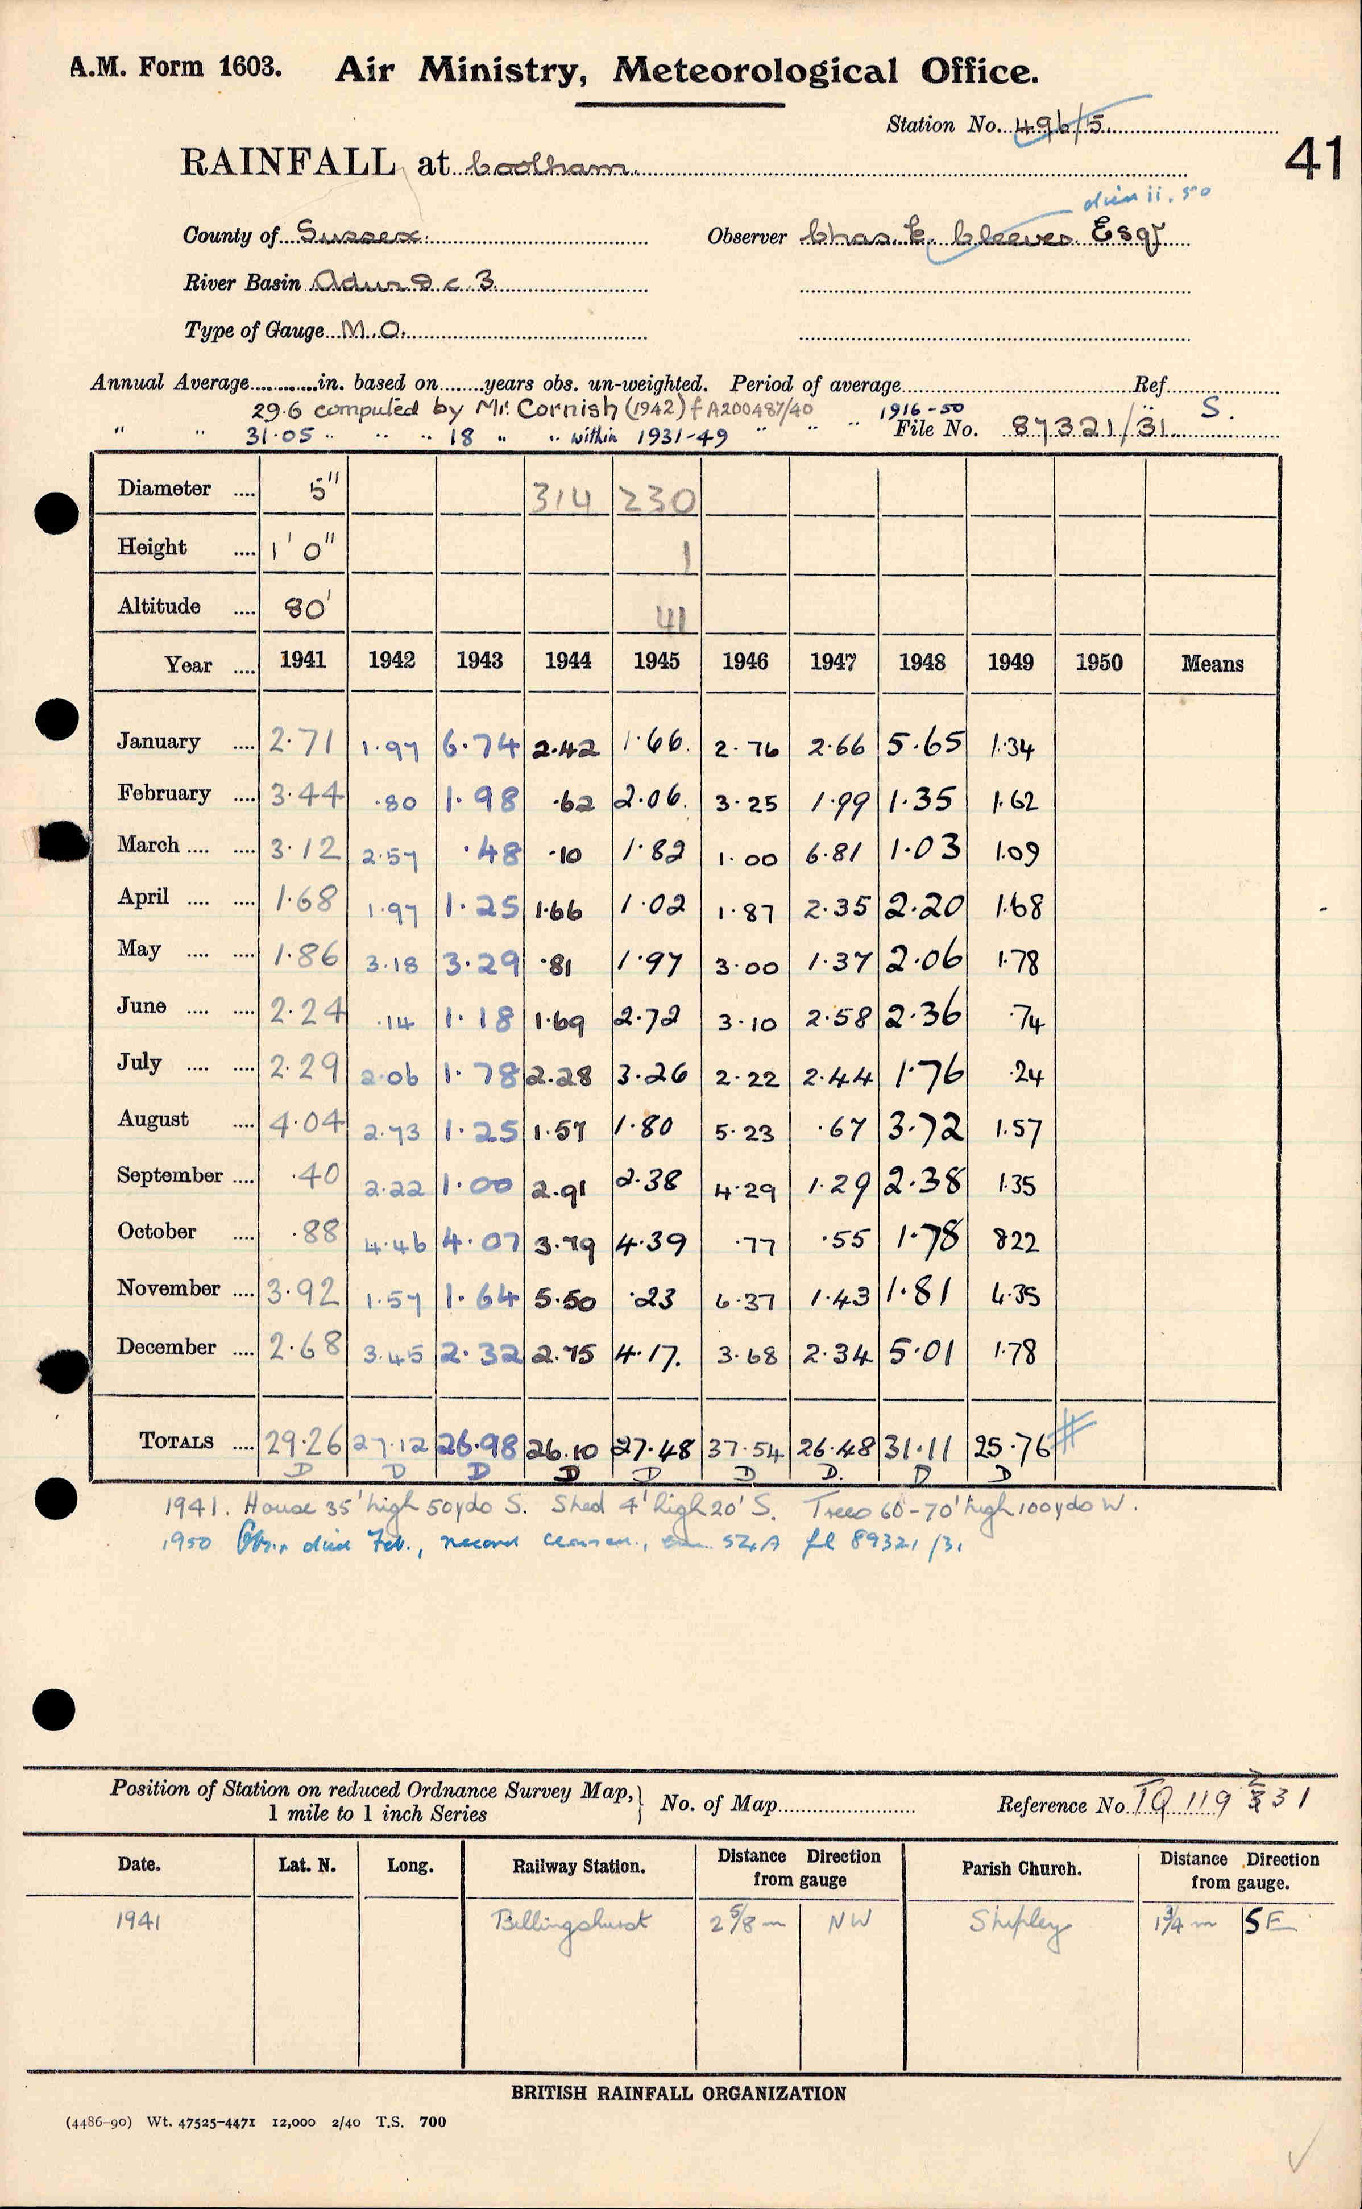 A.M. Form 1603. Air Ministry, Meteorological Office.
Station No. 496/5
41
RAINFALL at Coolham
died ii. 50
County of Sussex. Observer Chas. E. Cleeves Esqr
River Basin Adur & c. 3
Type of Gauge M.O.
Annual Average in. based on years obs. un-weighted. Period of average Ref
29.6 computed by Mr. Cornish (1942) f A200487/40 1916-50 S.
" " 31.05 " " " 18 " " within 1931-49 " " " File No. 87321/31
Diameter 5" 314 230
Height 1' 0" 1
Altitude 80' 41
Year 1941 1942 1943 1944 1945 1946 1947 1948 1949 1950 Means
January 2.71 1.97 6.74 2.42 1.66 2.76 2.66 5.65 1.34
February 3.44 .80 1.98 .62 2.06 3.25 1.99 1.35 1.62
March 3.12 2.57 .48 .10 1.82 1.00 6.81 1.03 1.09
April 1.68 1.97 1.25 1.66 1.02 1.87 2.35 2.20 1.68
May 1.86 3.18 3.29 .81 1.97 3.00 1.37 2.06 1.78
June 2.24 .14 1.18 1.69 2.72 3.10 2.58 2.36 .74
July 2.29 2.06 1.78 2.28 3.26 2.22 2.44 1.76 .24
August 4.04 2.73 1.25 1.57 1.80 5.23 .67 3.72 1.57
September .40 2.22 1.00 2.91 2.38 4.29 1.29 2.38 1.35
October .88 4.46 4.07 3.79 4.39 .77 .55 1.78 8.22
November 3.92 1.57 1.64 5.50 .23 6.37 1.43 1.81 4.35
December 2.68 3.45 2.32 2.75 4.17. 3.68 2.34 5.01 1.78
TOTALS 29.26 27.12 26.98 26.10 27.48 37.54 26.48 31.11 25.76 #
D D D D D D D. D D
1941. House 35' high 50yds S. Shed 4' high 20' S. Trees 60'-70' high 100yds W.
1950 Obsr. died Feb., record ceased, 52A fl 89321/31
Position of Station on reduced Ordnance Survey Map,
1 mile to 1 inch Series
No. of Map Reference No. TQ 119 231
Date. Lat. N. Long. Railway Station. Distance from gauge Direction Parish Church. Distance from gauge. Direction
1941 Billingshurst 2 5/8 m NW Shipley 1 3/4 m SE
BRITISH RAINFALL ORGANIZATION
(4486-90) Wt. 47525-4471 12,000 2/40 T.S. 700